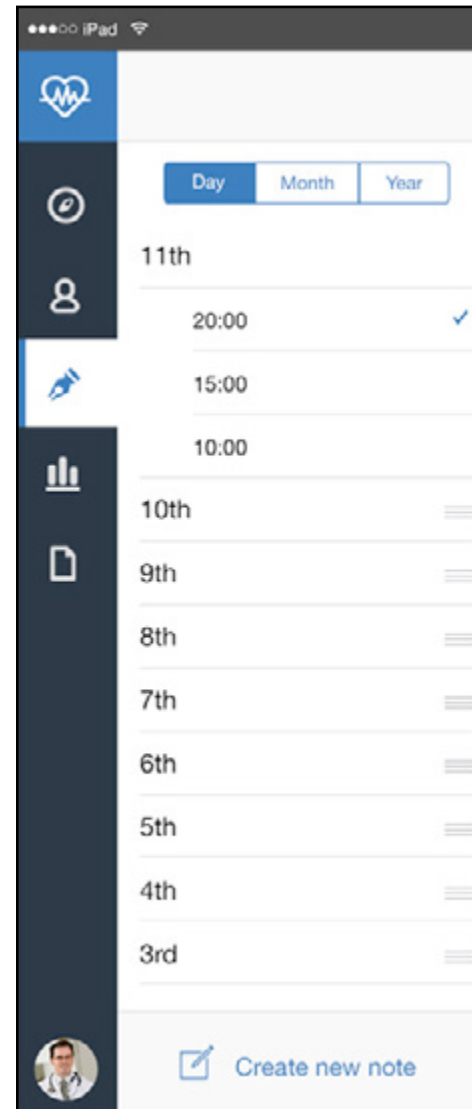 iPad
Day Month Year
11th
20:00
15:00
10:00
10th
9th
8th
7th
6th
5th
4th
3rd
Create new note